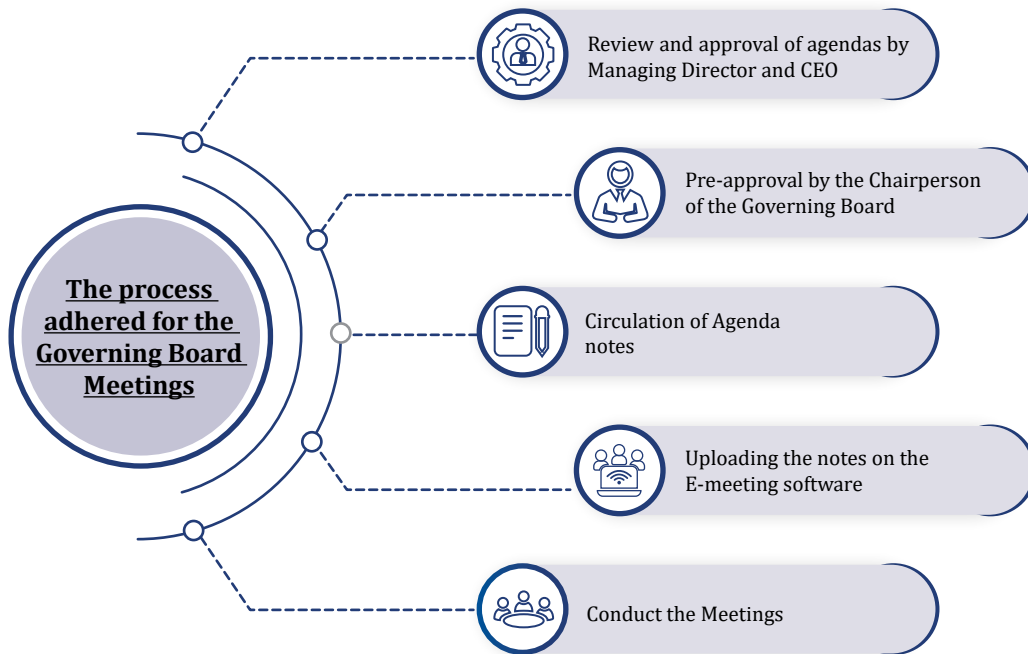 Review and approval of agendas by
Managing Director and CEO
Pre-approval by the Chairperson
of the Governing Board
The process
adhered for the
Governing Board
Meetings
Circulation of Agenda
notes
Uploading the notes on the
E-meeting software
Conduct the Meetings